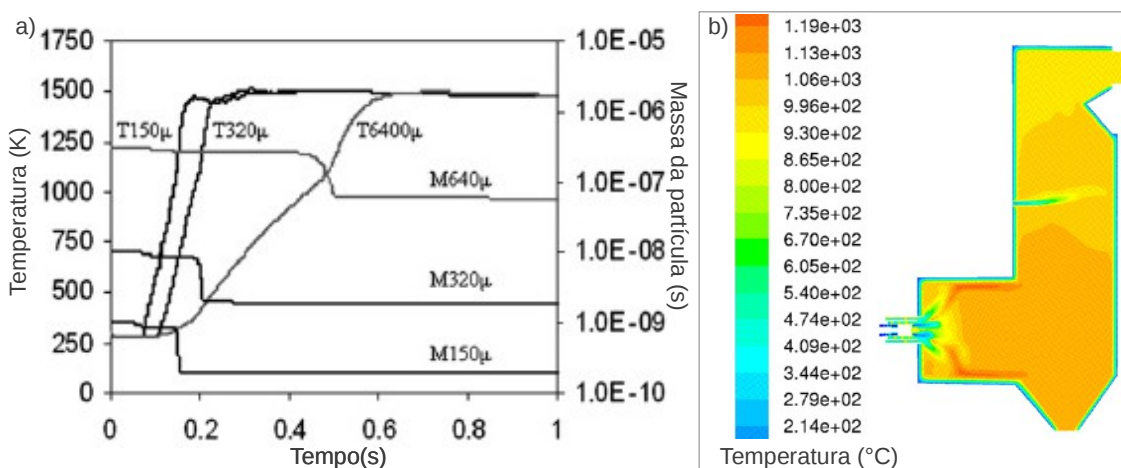 a)
1750
1500
1250
1000
750
500
250
0
Temperatura (K)
T150µ
T320µ
T6400µ
M640µ
M320µ
M150µ
1.0E-05
1.0E-06
1.0E-07
1.0E-08
1.0E-09
1.0E-10
Massa da partícula (s)
0
0.2
0.4
0.6
0.8
1
Tempo(s)
b)
1.19e+03
1.13e+03
1.06e+03
9.96e+02
9.30e+02
8.65e+02
8.00e+02
7.35e+02
6.70e+02
6.05e+02
5.40e+02
4.74e+02
4.09e+02
3.44e+02
2.79e+02
2.14e+02
Temperatura (°C)